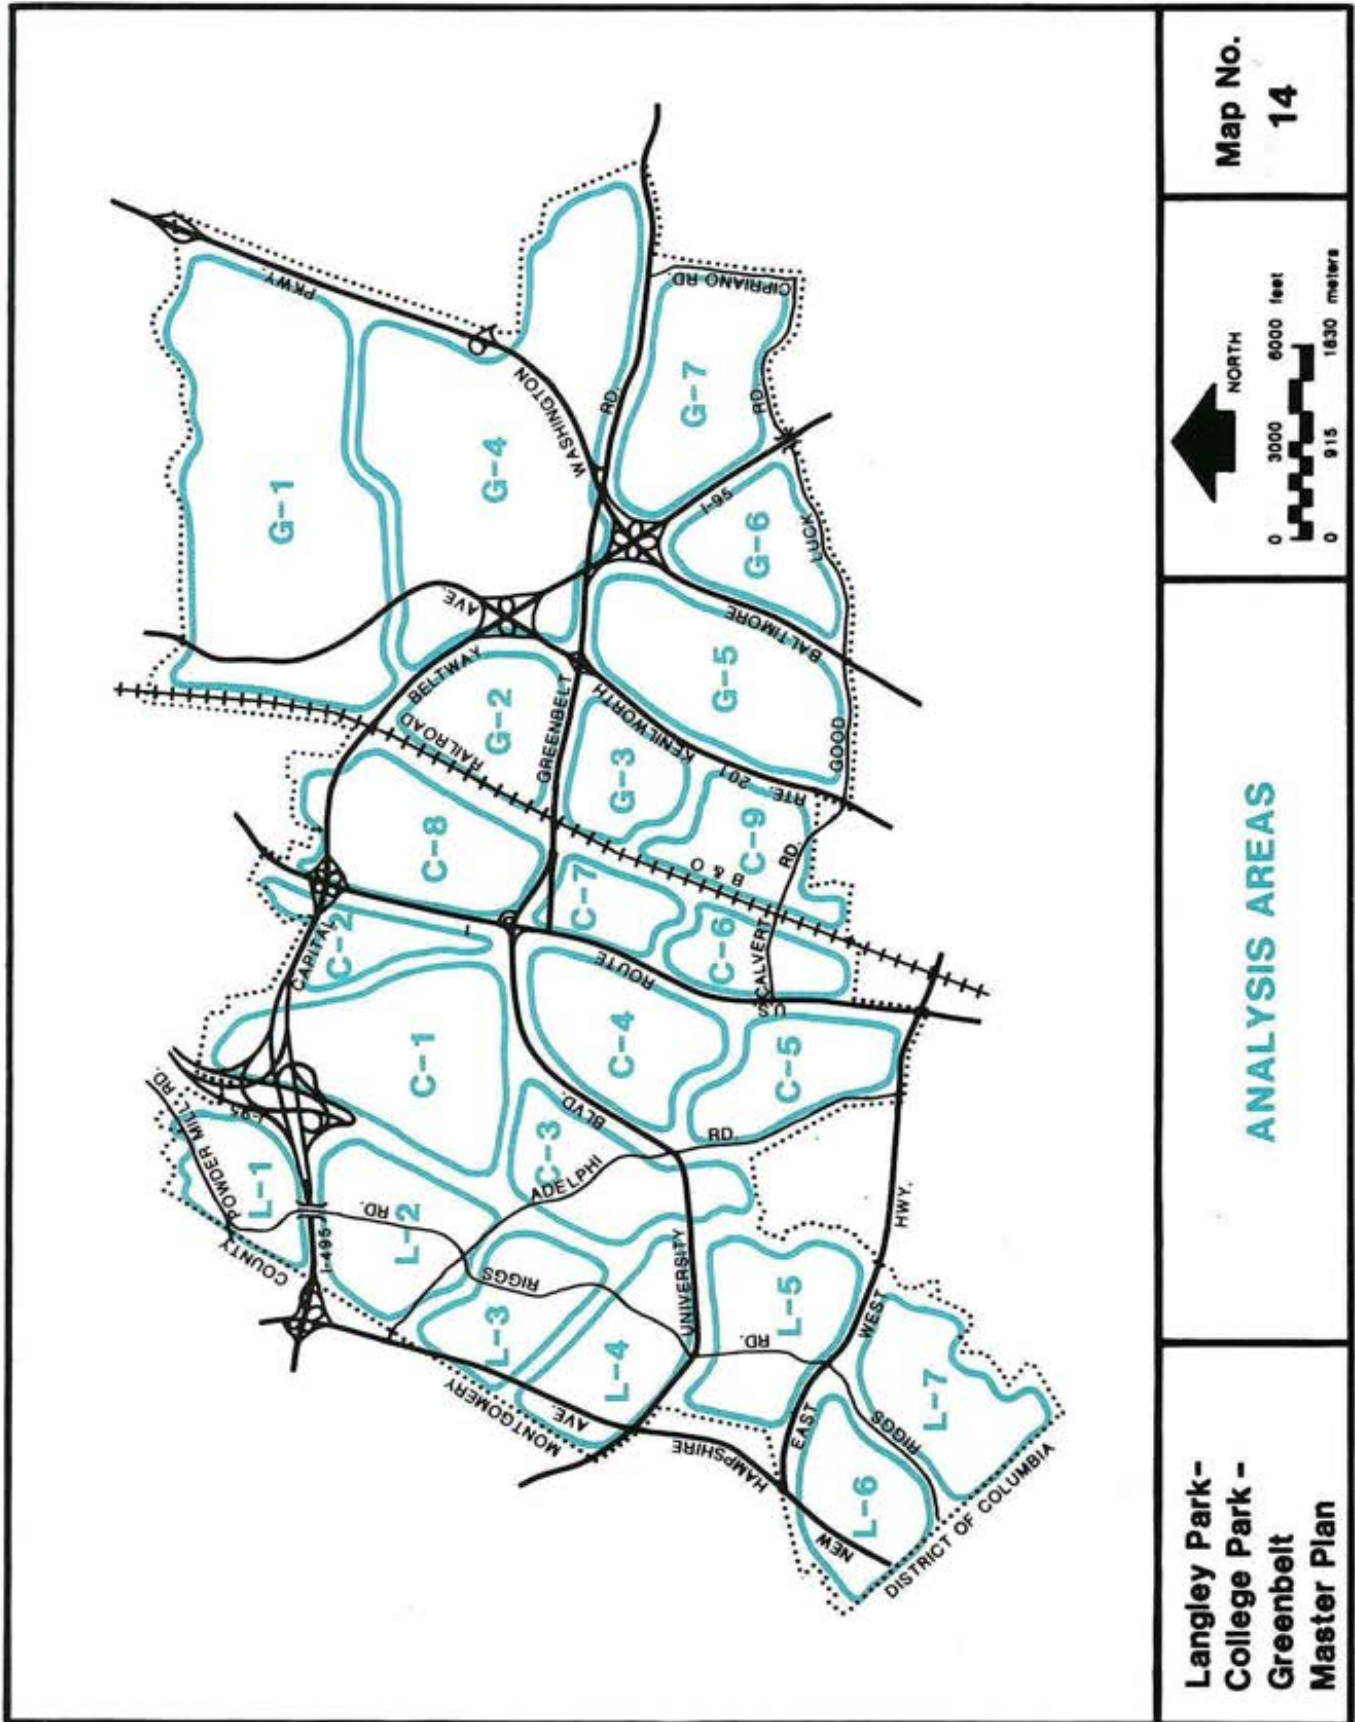 POWDER MILL RD.
I-95
L-1
COUNTY
I-495
RD.
L-2
CAPITAL
C-2
BELTWAY
RAILROAD
AVE.
G-1
PKWY.
C-1
C-8
1
G-2
G-4
WASHINGTON
GREENBELT
RD.
ADELPHI
C-3
BLVD.
RIGGS
L-3
MONTGOMERY
AVE.
L-4
UNIVERSITY
RD.
C-4
ROUTE
C-7
B & O
G-3
KENILWORTH
RTE. 201
G-5
BALTIMORE
I-95
G-6
G-7
CIPRIANO RD.
RD.
LUCK
GOOD
C-9
RD.
C-6
CALVERT
U.S.
C-5
L-5
RD.
HAMPSHIRE
EAST
WEST
HWY.
L-6
NEW
RIGGS
L-7
DISTRICT OF COLUMBIA
Langley Park-
College Park -
Greenbelt
Master Plan
ANALYSIS AREAS
NORTH
0 3000 6000 feet
0 915 1830 meters
Map No.
14